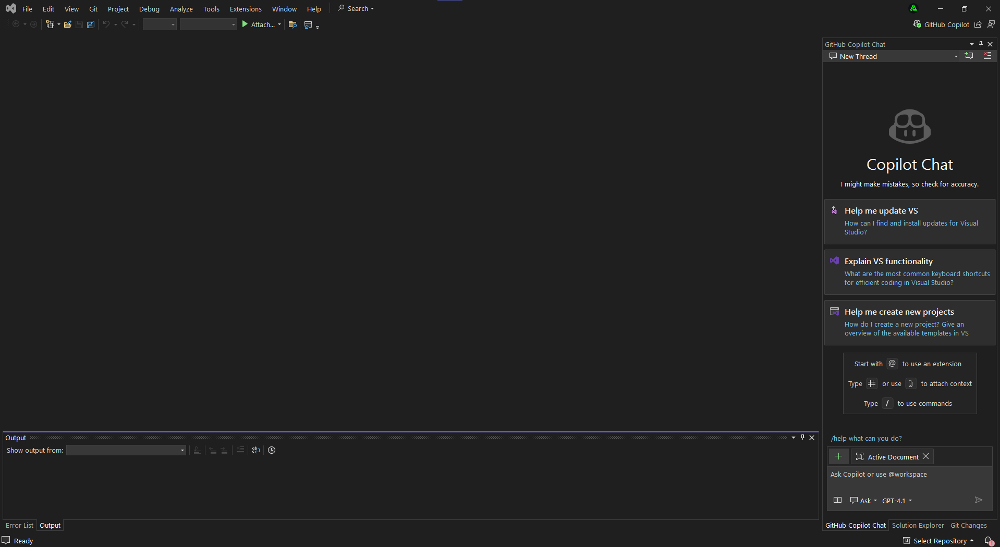 File Edit View Git Project Debug Analyze Tools Extensions Window Help Search
Attach...
GitHub Copilot
GitHub Copilot Chat
New Thread
Copilot Chat
I might make mistakes, so check for accuracy.
Help me update VS
How can I find and install updates for Visual
Studio?
Explain VS functionality
What are the most common keyboard shortcuts
for efficient coding in Visual Studio?
Help me create new projects
How do I create a new project? Give an
overview of the available templates in VS
Start with @ to use an extension
Type # or use to attach context
Type / to use commands
Output
Show output from:
/help what can you do?
Active Document
Ask Copilot or use @workspace
Ask GPT-4.1
Error List Output
GitHub Copilot Chat Solution Explorer Git Changes
Ready
Select Repository
1